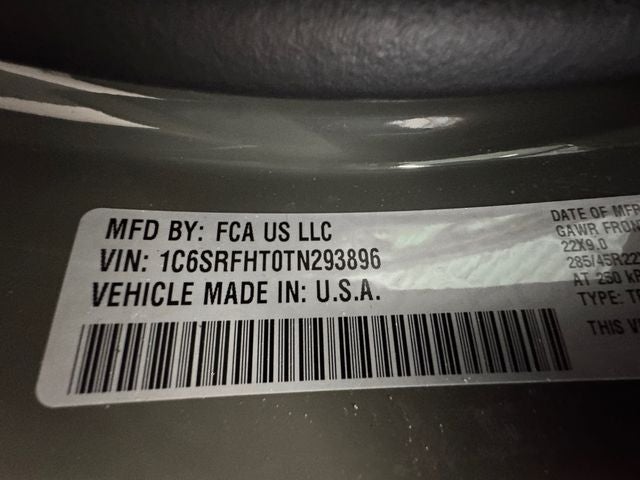 MFD BY: FCA US LLC
VIN: 1C6SRFHT0TN293896
VEHICLE MADE IN: U.S.A.
DATE OF MFR
GAWR FRON
22X9.0
285/45R22
AT 250 KP
TYPE: TR
THIS V